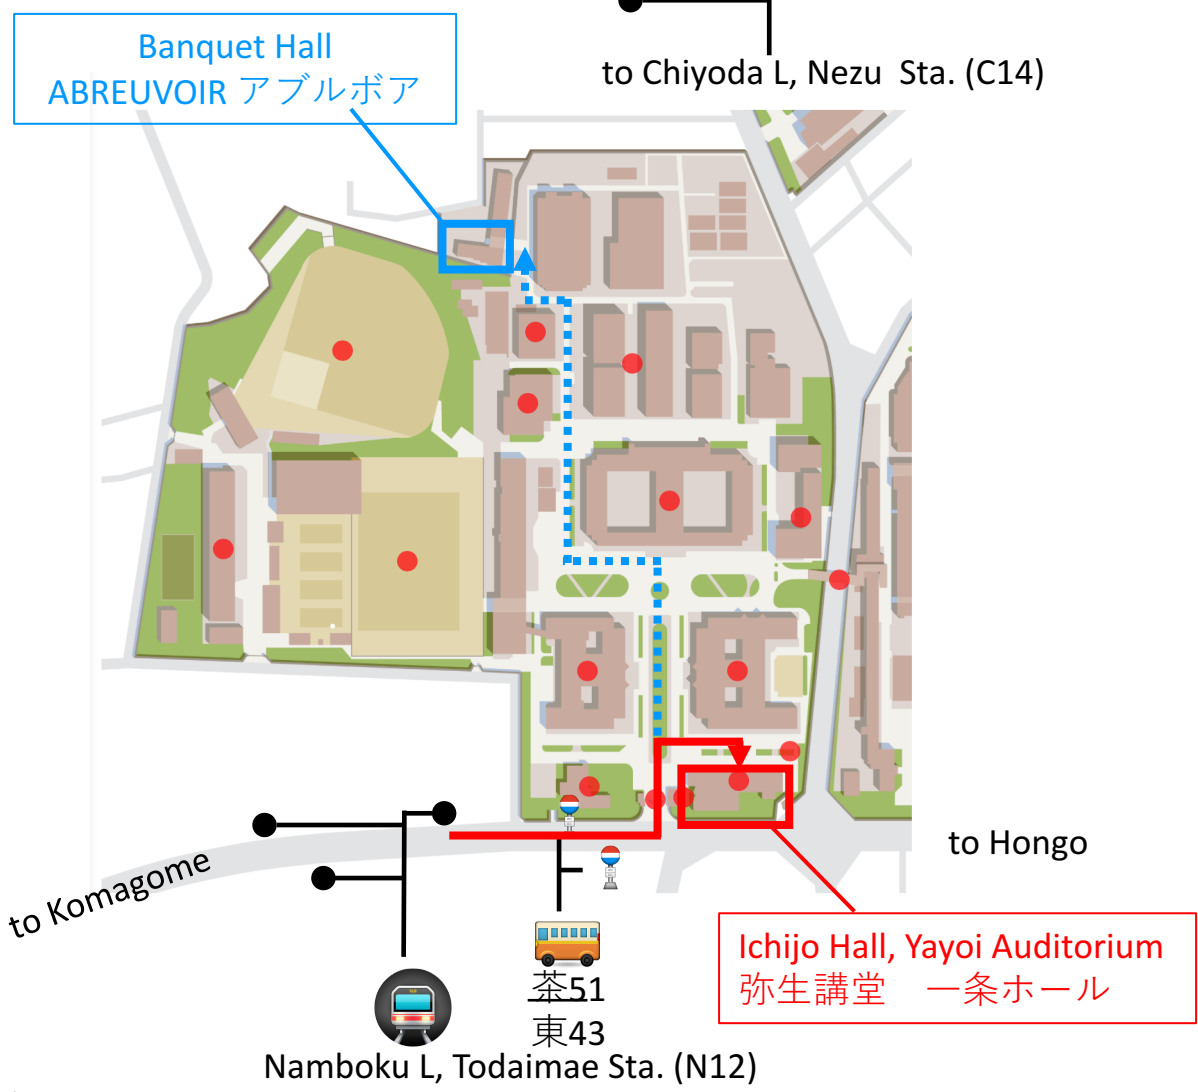 Banquet Hall
ABREUVOIR アブルボア
to Chiyoda L, Nezu Sta. (C14)
to Komagome
to Hongo
Ichijo Hall, Yayoi Auditorium
弥生講堂　一条ホール
茶51
東43
Namboku L, Todaimae Sta. (N12)